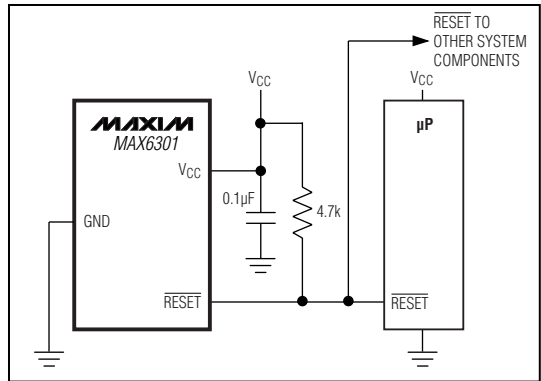 RESET TO
OTHER SYSTEM
COMPONENTS
VCC
VCC
MAXIM
MAX6301
µP
VCC
0.1µF
4.7k
GND
RESET
RESET